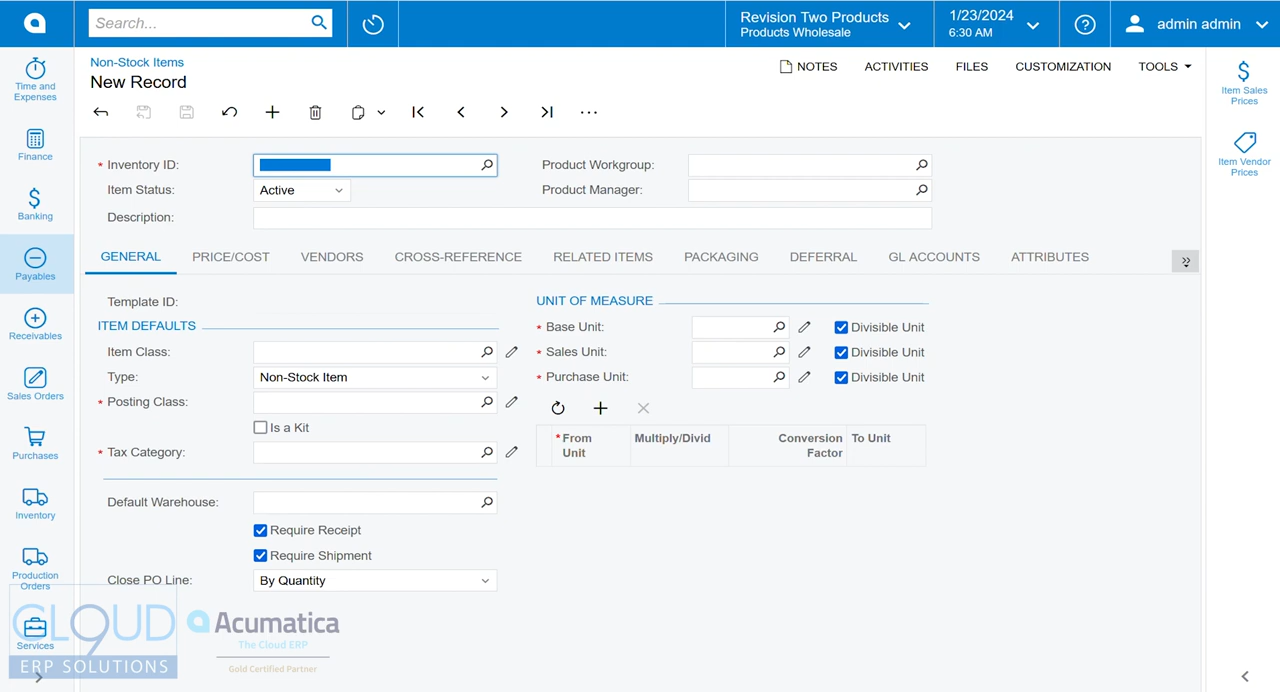 Search...
Revision Two Products
Products Wholesale
1/23/2024
6:30 AM
admin admin
Time and
Expenses
Finance
Banking
Payables
Receivables
Sales Orders
Purchases
Inventory
Production
Orders
Services
Non-Stock Items
New Record
NOTES
ACTIVITIES
FILES
CUSTOMIZATION
TOOLS
Item Sales
Prices
Item Vendor
Prices
* Inventory ID:
Product Workgroup:
Item Status: Active
Product Manager:
Description:
GENERAL PRICE/COST VENDORS CROSS-REFERENCE RELATED ITEMS PACKAGING DEFERRAL GL ACCOUNTS ATTRIBUTES
Template ID:
ITEM DEFAULTS
Item Class:
Type: Non-Stock Item
* Posting Class:
Is a Kit
* Tax Category:
Default Warehouse:
Require Receipt
Require Shipment
Close PO Line: By Quantity
UNIT OF MEASURE
* Base Unit: Divisible Unit
* Sales Unit: Divisible Unit
* Purchase Unit: Divisible Unit
* From
Unit
Multiply/Divid
Conversion
Factor
To Unit
CLOUD
9
ERP SOLUTIONS
Acumatica
The Cloud ERP
Gold Certified Partner